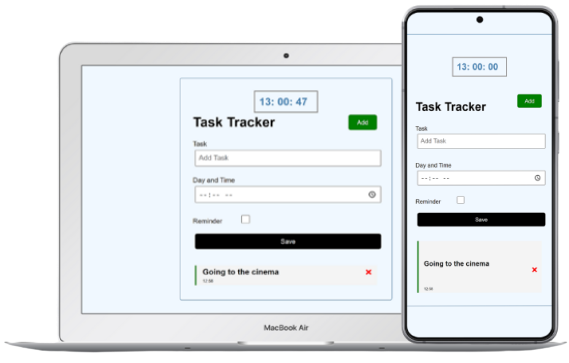 13: 00: 47
Task Tracker
Add
Task
Add Task
Day and Time
--:-- --
Reminder
Save
Going to the cinema
12:00
MacBook Air
13: 00: 00
Task Tracker
Add
Task
Add Task
Day and Time
--:-- --
Reminder
Save
Going to the cinema
12:00